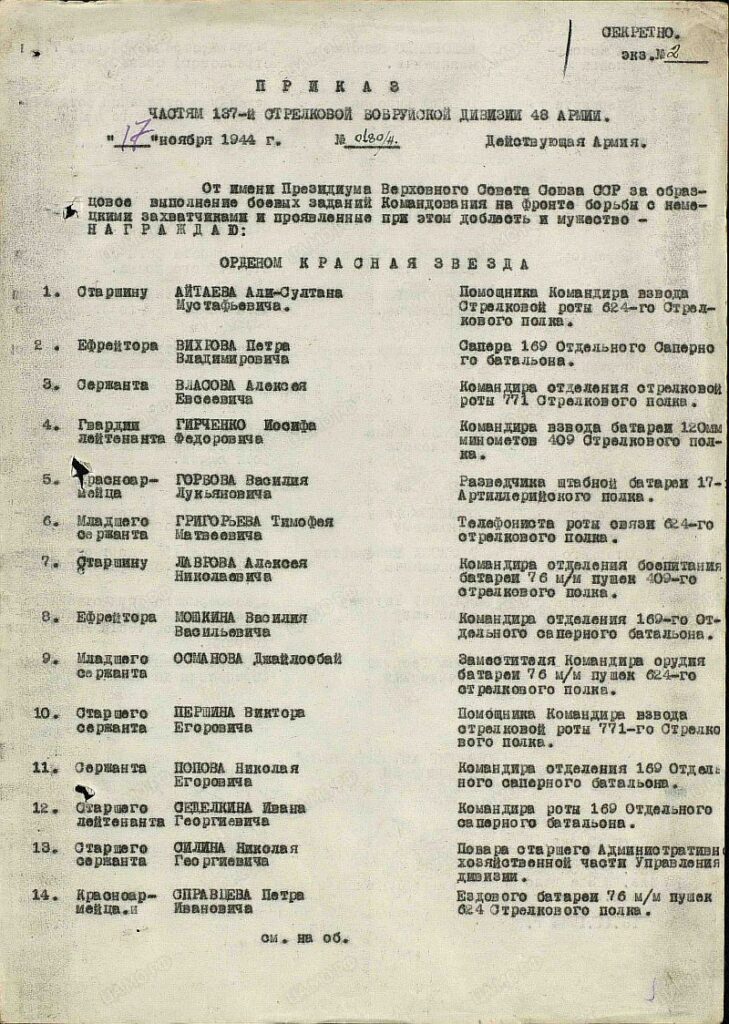 СЕКРЕТНО.
экз.№ 2
П Р И К А З
ЧАСТЯМ 137-й СТРЕЛКОВОЙ БОБРУЙСКОЙ ДИВИЗИИ 48 АРМИИ.
"17"ноября 1944 г. № 0180/н. Действующая Армия.
От имени Президиума Верховного Совета Союза ССР за образ-
цовое выполнение боевых заданий Командования на фронте борьбы с неме-
цкими захватчиками и проявленные при этом доблесть и мужество -
Н А Г Р А Ж Д А Ю:
ОРДЕНОМ К Р А С Н А Я З В Е З Д А
1. Старшину АЙТАЕВА Али-Султана Помощника Командира взвода
Мустафьевича. Стрелковой роты 624-го Стрел-
кового полка.
2. Ефрейтора ВИХРОВА Петра Сапера 169 Отдельного Саперно
Владимировича го батальона.
3. Сержанта ВЛАСОВА Алексея Командира отделения стрелковой
Евсеевича роты 771 Стрелкового полка.
4. Гвардии ГИРЧЕНКО Иосифа Командира взвода батареи 120мм
лейтенанта Федоровича минометов 409 Стрелкового пол-
ка.
5. Красноар- ГОРБОВА Василия Разведчика штабной батареи 17-
мейца Лукьяновича Артиллерийского полка.
6. Младшего ГРИГОРЬЕВА Тимофея Телефониста роты связи 624-го
сержанта Матвеевича стрелкового полка.
7. Старшину ЛАВРОВА Алексея Командира отделения боепитания
Николаевича батареи 76 м/м пушек 409-го
стрелкового полка.
8. Ефрейтора МОШКИНА Василия Командира отделения 169-го От-
Васильевича дельного саперного батальона.
9. Младшего ОСМАНОВА Джайлообай Заместителя Командира орудия
сержанта батареи 76 м/м пушек 624-го
стрелкового полка.
10. Старшего ПЕРШИНА Виктора Помощника Командира взвода
сержанта Егоровича стрелковой роты 771-го Стрелко
вого полка.
11. Сержанта ПОПОВА Николая Командира отделения 169 Отдель
Егоровича ного саперного батальона.
12. Старшего СЕДЕЛКИНА Ивана Командира роты 169 Отдельного
лейтенанта Георгиевича саперного батальона.
13. Старшего СИЛИНА Николая Повара старшего Административн
сержанта Георгиевича хозяйственной части Управления
дивизии.
14. Красноар- СПРАВЦЕВА Петра Ездового батареи 76 м/м пушек
мейца. Ивановича 624 Стрелкового полка.
см. на об.